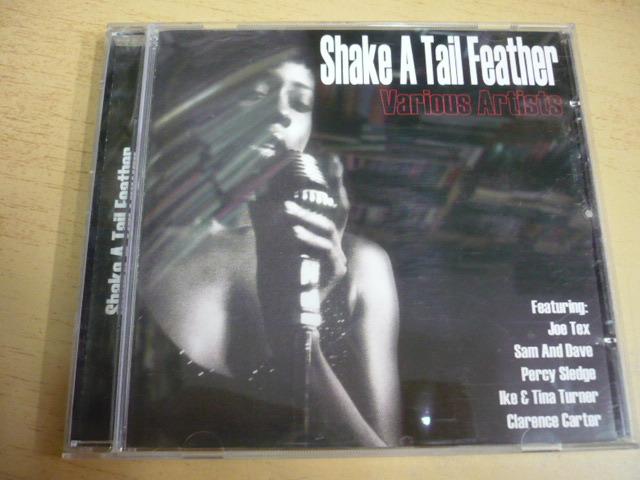 Shake A Tail Feather
Various Artists
Shake A Tail Feather
Featuring:
Joe Tex
Sam And Dave
Percy Sledge
Ike & Tina Turner
Clarence Carter